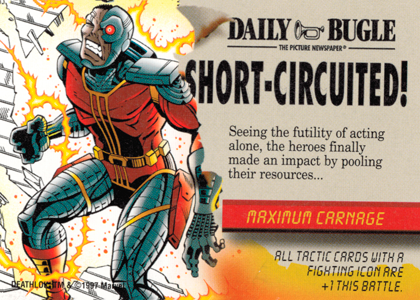 DAILY BUGLE
THE PICTURE NEWSPAPER®
SHORT-CIRCUITED!
Seeing the futility of acting
alone, the heroes finally
made an impact by pooling
their resources...
MAXIMUM CARNAGE
ALL TACTIC CARDS WITH A
FIGHTING ICON ARE
+1 THIS BATTLE.
DEATHLOK: TM & © 1997 Marvel